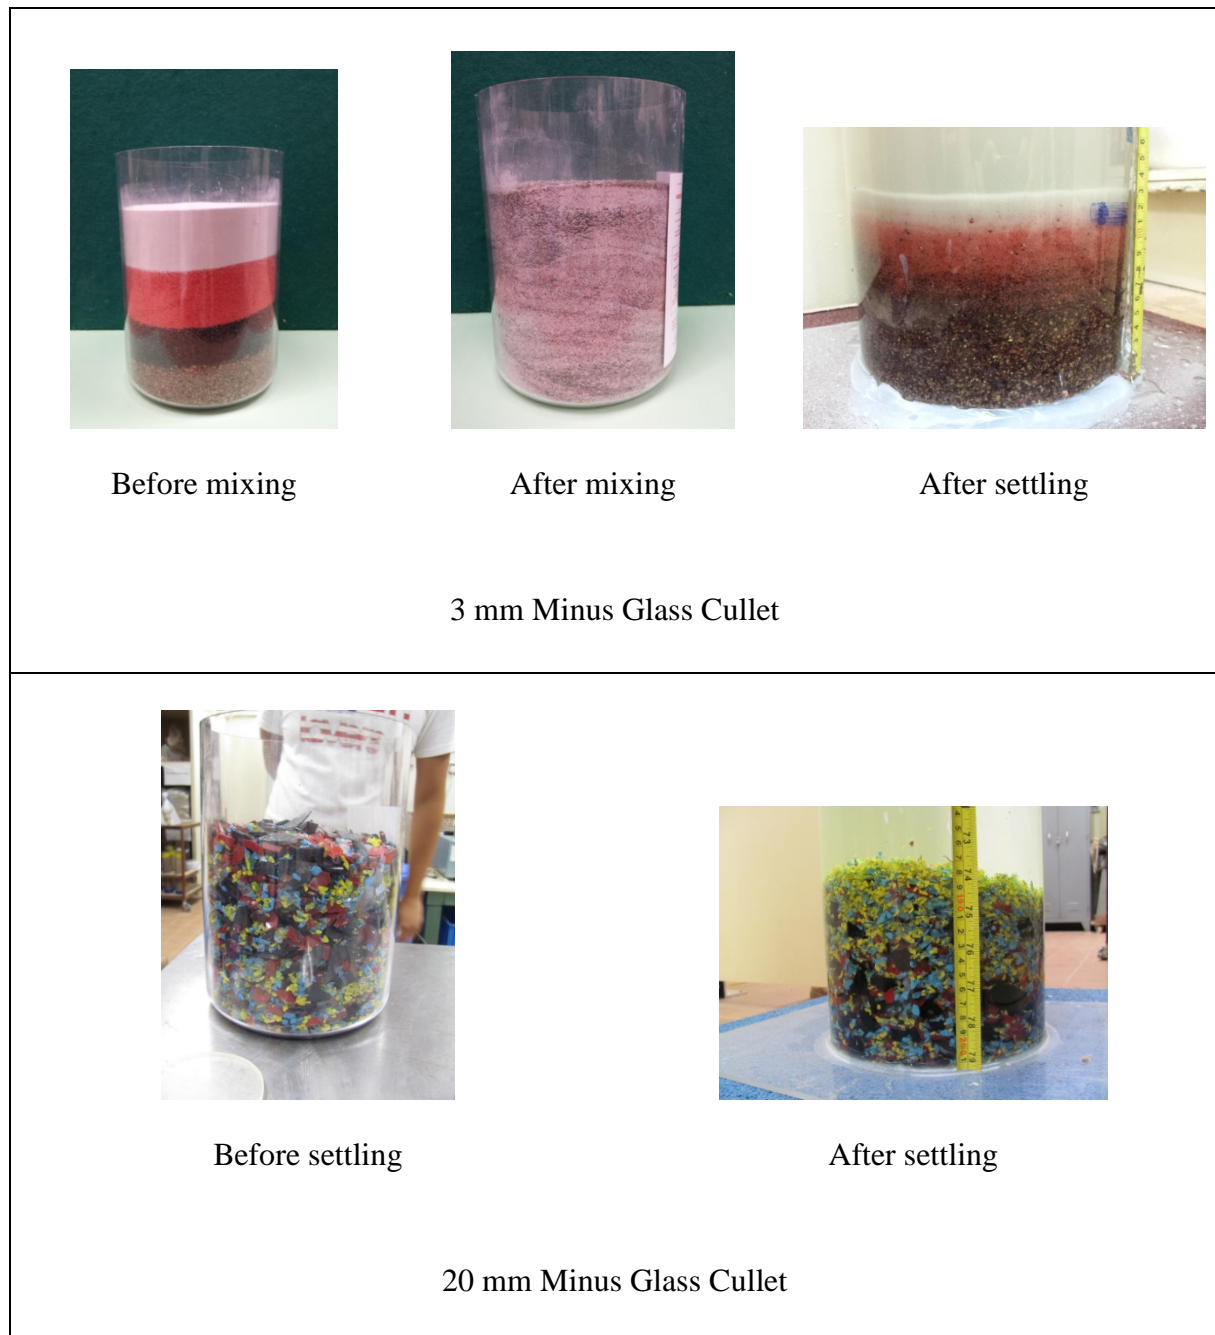 Before mixing
After mixing
After settling
3 mm Minus Glass Cullet
Before settling
After settling
20 mm Minus Glass Cullet